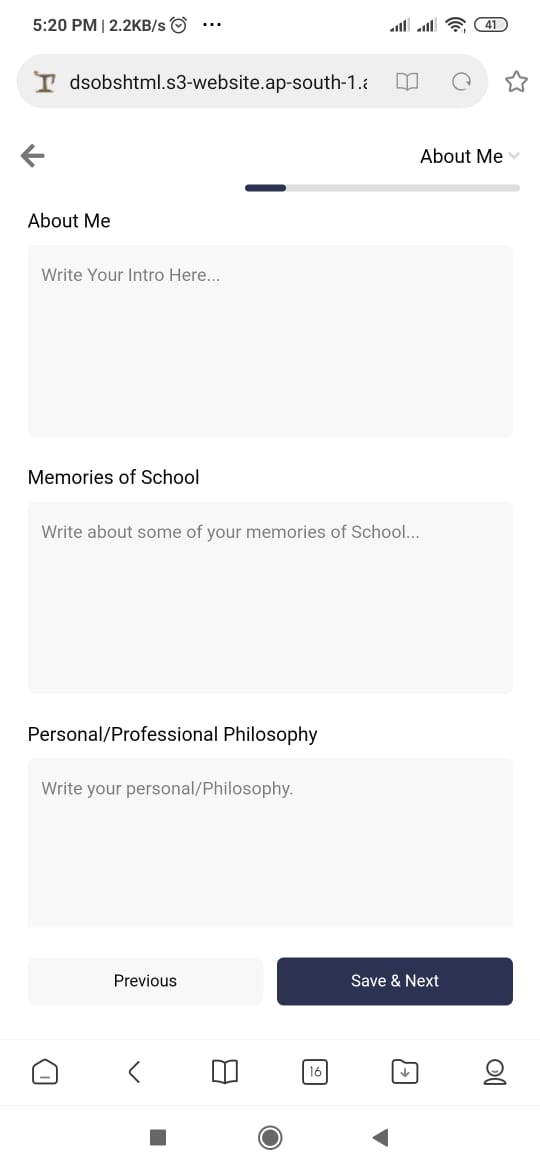 5:20 PM | 2.2KB/s ...
41
dsobshtml.s3-website.ap-south-1.
About Me
About Me
Write Your Intro Here...
Memories of School
Write about some of your memories of School...
Personal/Professional Philosophy
Write your personal/Philosophy.
Previous
Save & Next
16